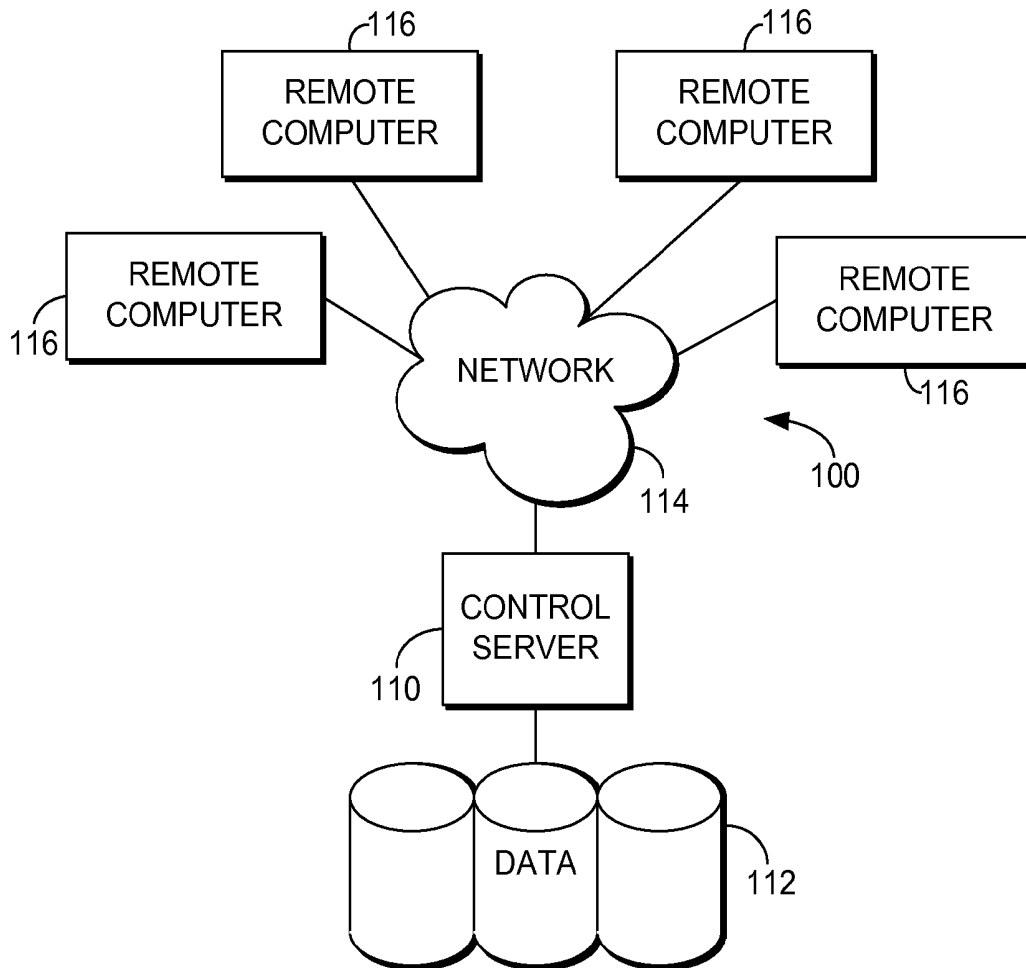 116
REMOTE
COMPUTER
116
REMOTE
COMPUTER
REMOTE
COMPUTER
116
REMOTE
COMPUTER
116
NETWORK
100
114
CONTROL
SERVER
110
DATA
112